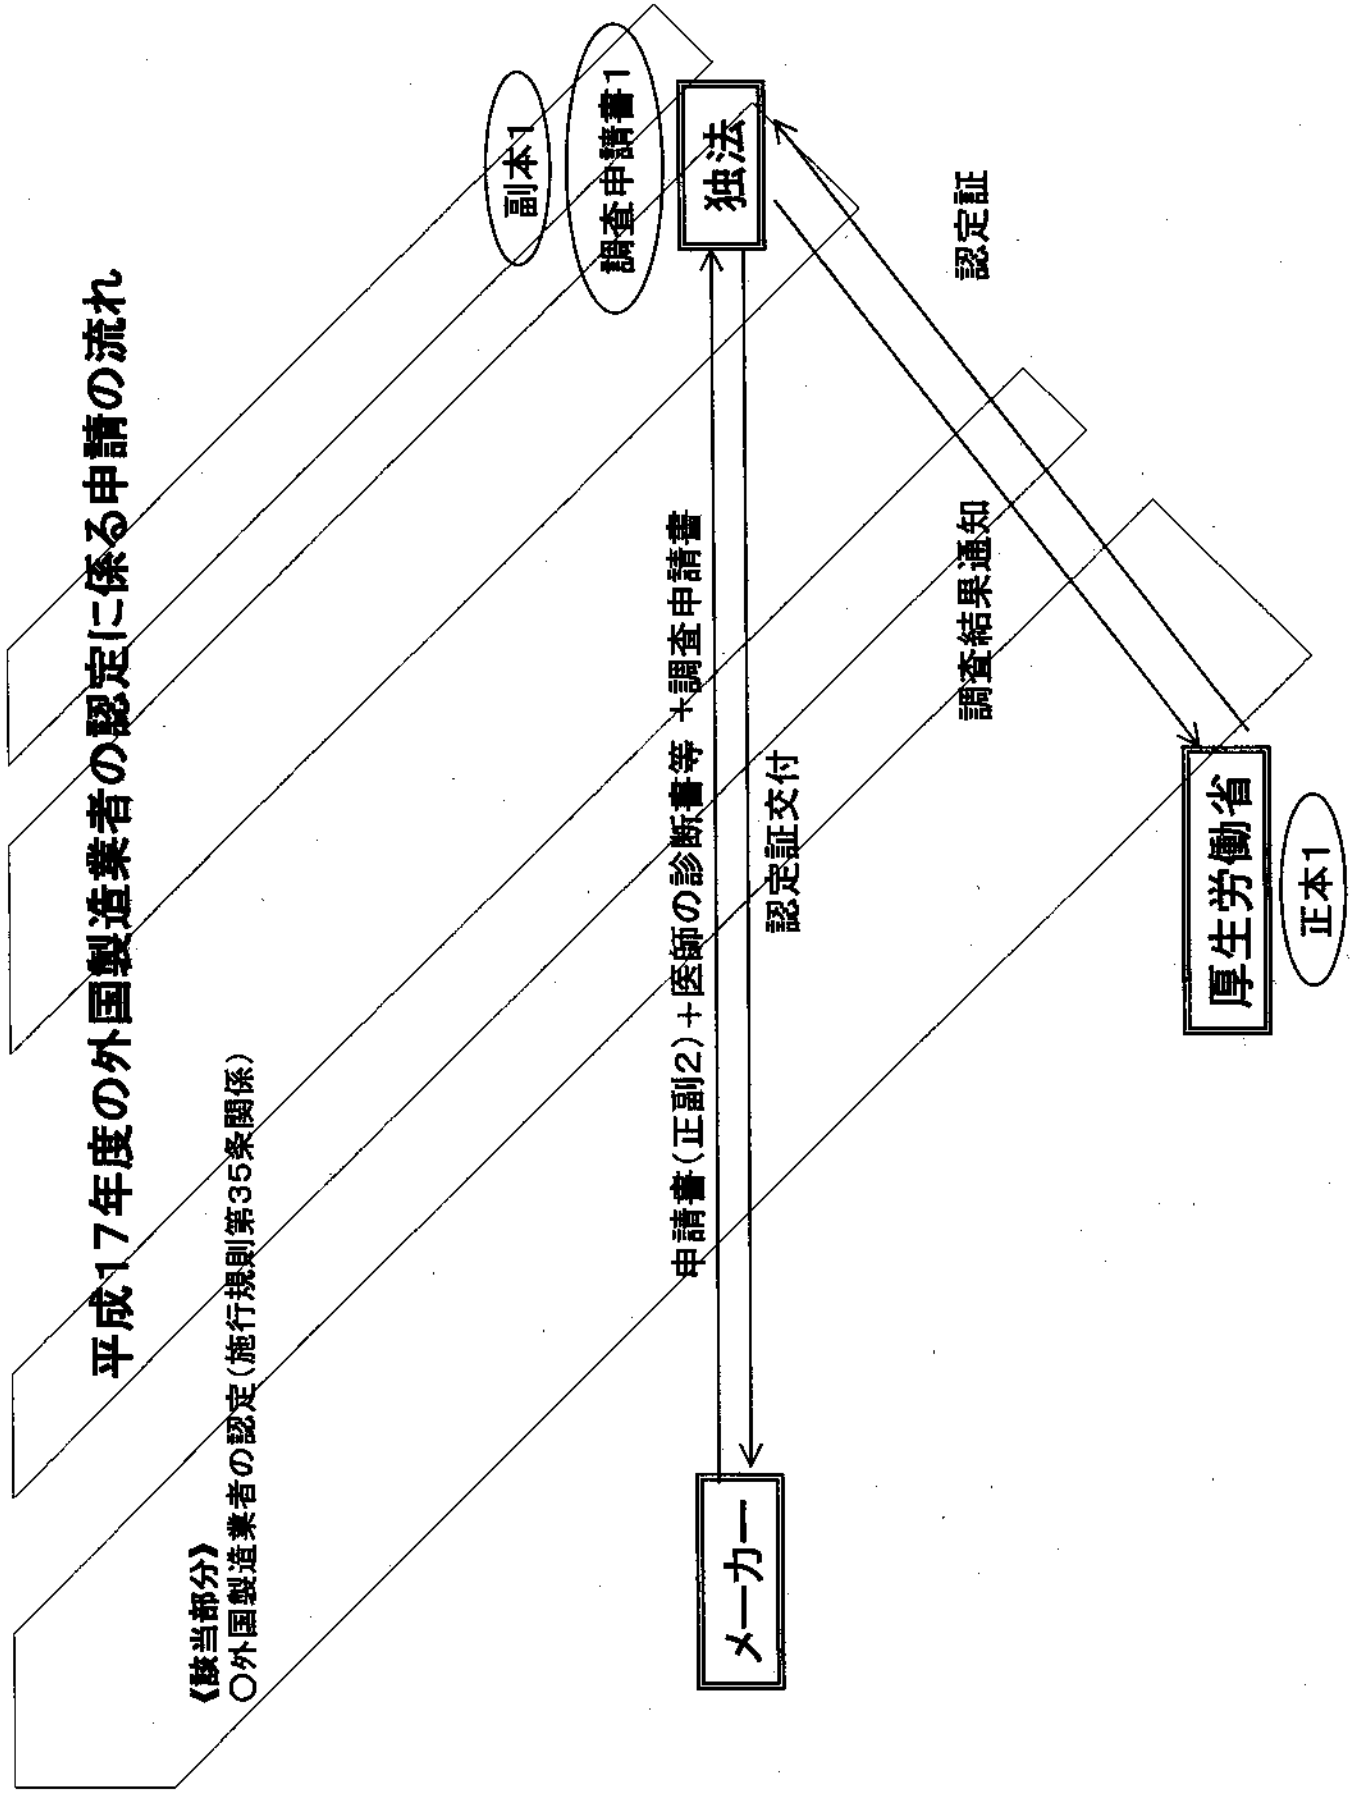 平成17年度の外国製造業者の認定に係る申請の流れ
《該当部分》
○外国製造業者の認定(施行規則第35条関係)
副本1
調査申請書1
申請書(正副2)+医師の診断書等 +調査申請書
メーカー
独法
認定証交付
調査結果通知
認定証
厚生労働省
正本1